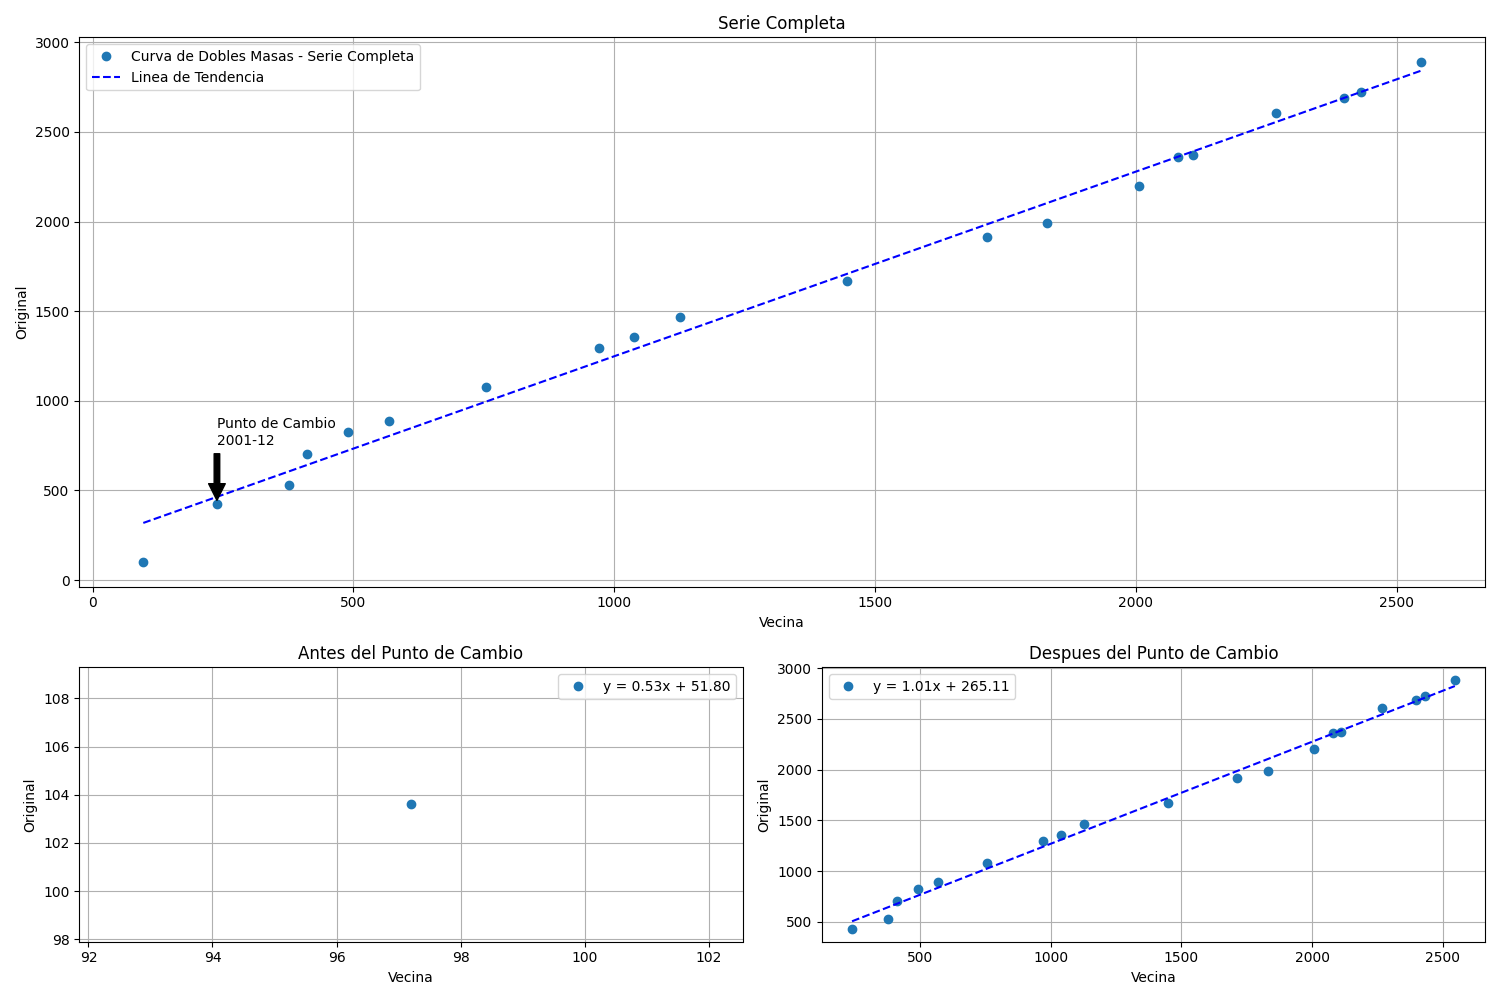 Serie Completa
Curva de Dobles Masas - Serie Completa
Linea de Tendencia
3000
2500
2000
1500
1000
500
0
Original
Punto de Cambio
2001-12
0
500
1000
1500
2000
2500
Vecina
Antes del Punto de Cambio
y = 0.53x + 51.80
108
106
104
102
100
98
Original
92
94
96
98
100
102
Vecina
Despues del Punto de Cambio
y = 1.01x + 265.11
3000
2500
2000
1500
1000
500
Original
500
1000
1500
2000
2500
Vecina